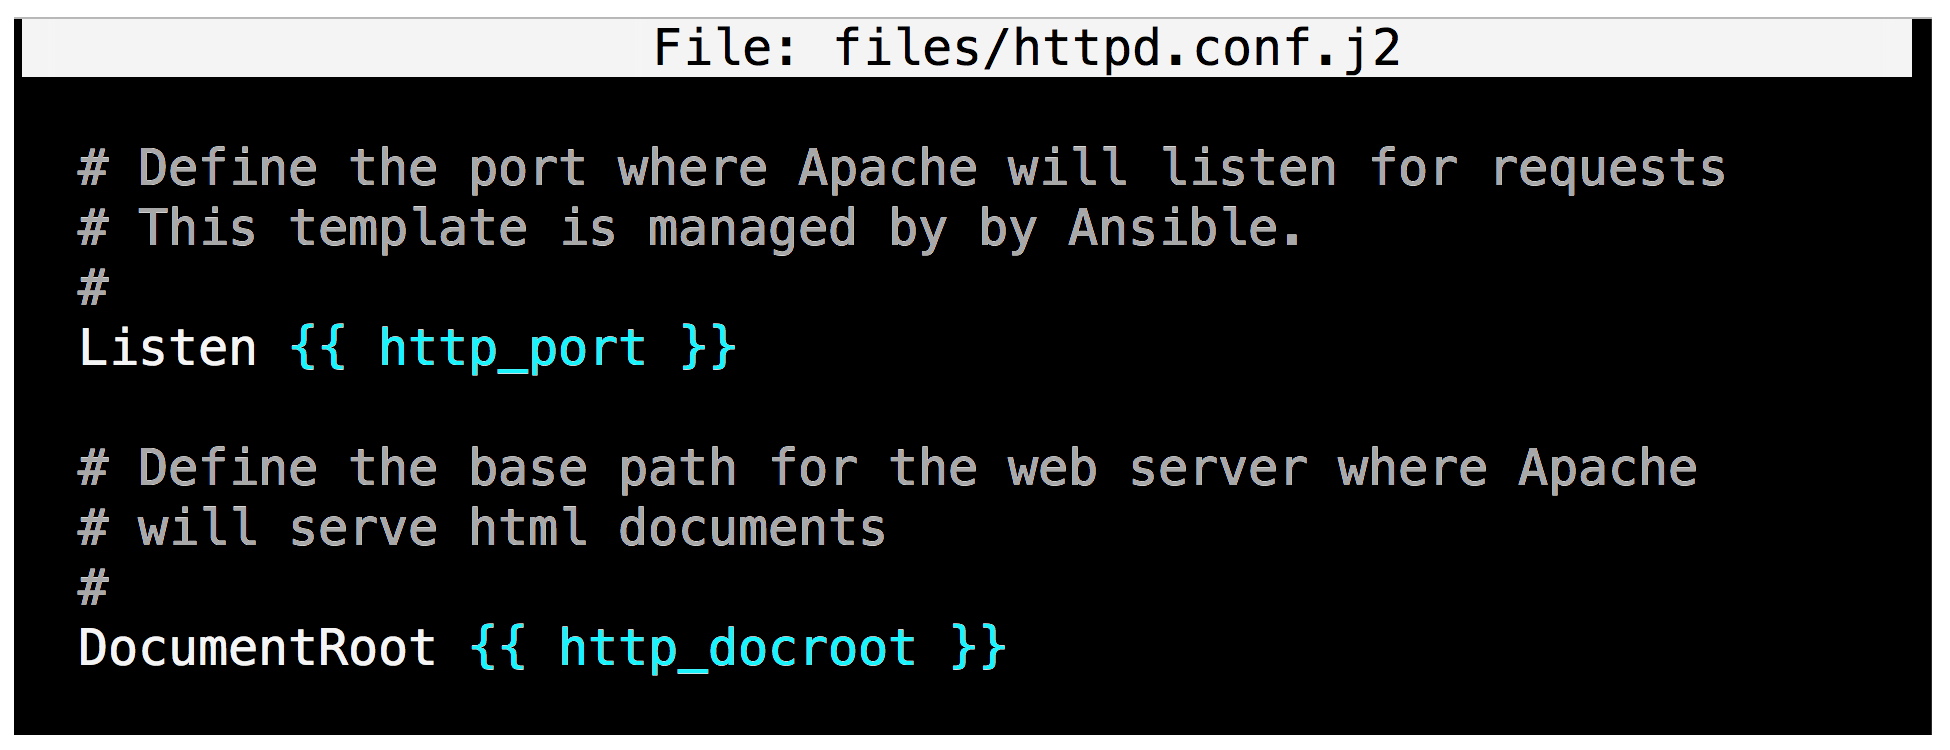 File: files/httpd.conf.j2
# Define the port where Apache will listen for requests
# This template is managed by by Ansible.
#
Listen {{ http_port }}
# Define the base path for the web server where Apache
# will serve html documents
#
DocumentRoot {{ http_docroot }}